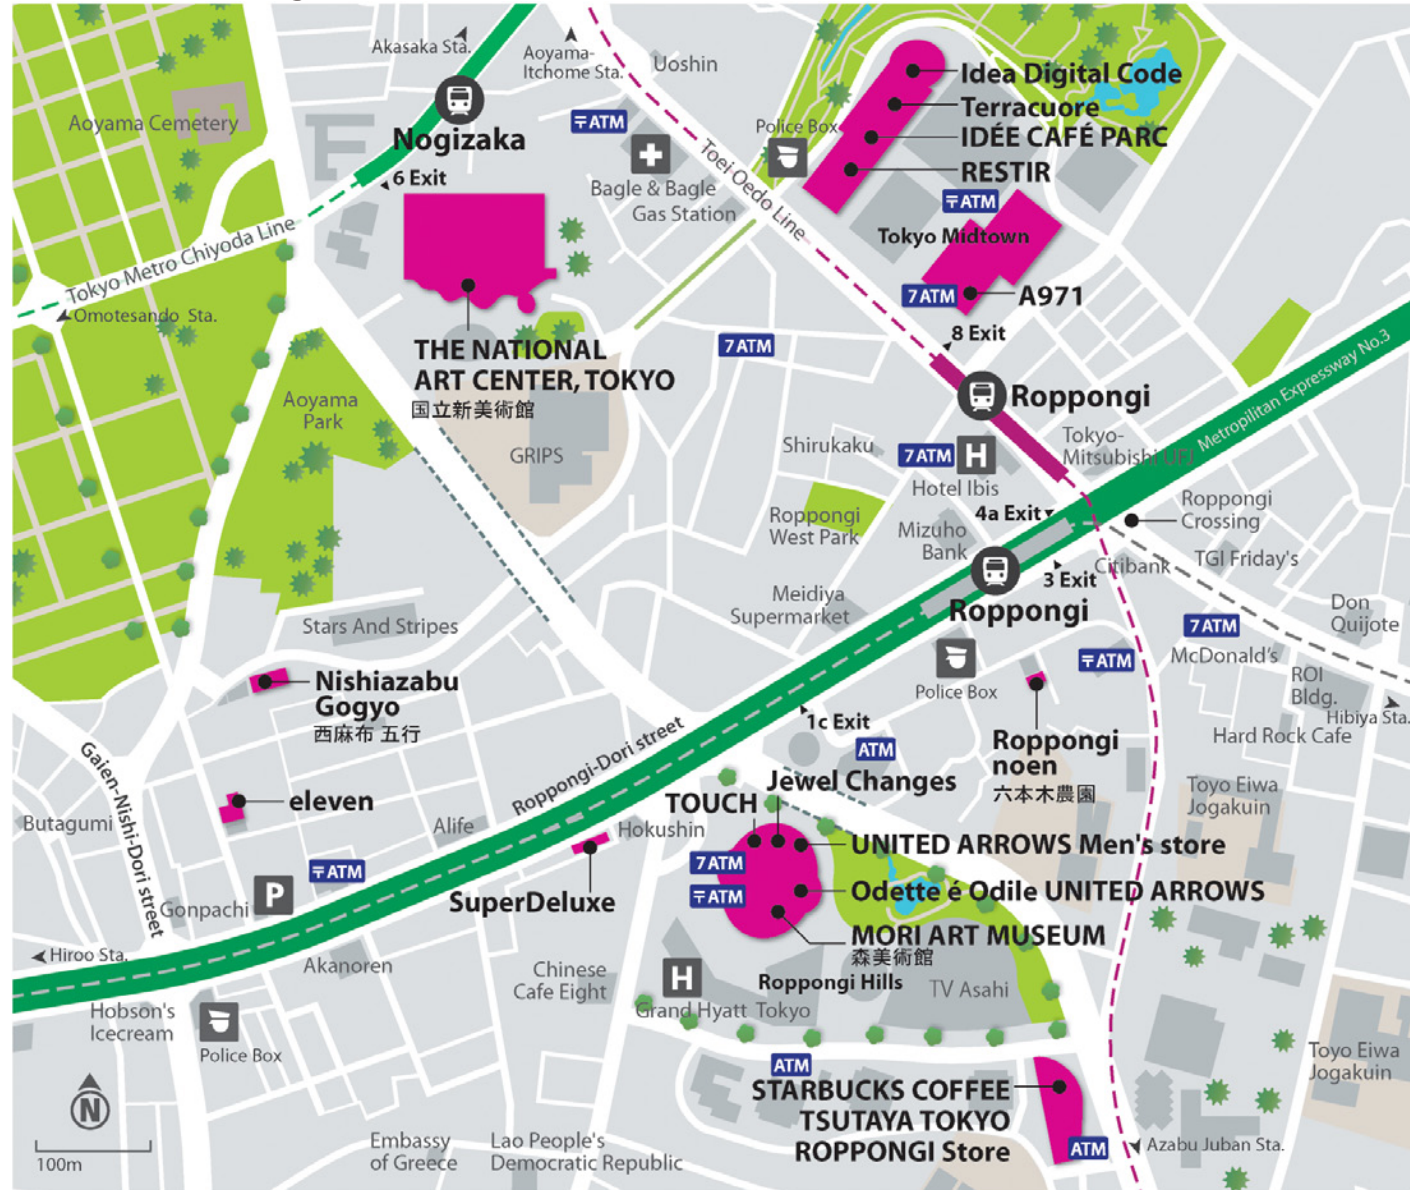 Akasaka Sta.
Aoyama-
Itchome Sta.
Uoshin
Idea Digital Code
Terracuore
IDÉE CAFÉ PARC
RESTIR
Aoyama Cemetery
Nogizaka
6 Exit
〒ATM
Police Box
Bagle & Bagle
Gas Station
Toei Oedo Line
〒ATM
Tokyo Midtown
7 ATM
A971
8 Exit
Tokyo Metro Chiyoda Line
Omotesando Sta.
THE NATIONAL
ART CENTER, TOKYO
国立新美術館
7 ATM
Metropilitan Expressway No.3
Aoyama
Park
GRIPS
Roppongi
Shirukaku
7 ATM
H
Hotel Ibis
Tokyo-
Mitsubishi UFJ
4a Exit
Roppongi
Crossing
Roppongi
West Park
Mizuho
Bank
Citibank
TGI Friday's
3 Exit
Roppongi
Meidiya
Supermarket
Don
Quijote
7 ATM
McDonald's
Stars And Stripes
〒ATM
Police Box
ROI
Bldg.
Hibiya Sta.
Hard Rock Cafe
Nishiazabu
Gogyo
西麻布 五行
1c Exit
ATM
Roppongi
noen
六本木農園
Toyo Eiwa
Jogakuin
Gaien-Nishi-Dori street
Roppongi-Dori street
Jewel Changes
TOUCH
eleven
Butagumi
Alife
Hokushin
UNITED ARROWS Men's store
7 ATM
〒ATM
〒ATM
Odette é Odile UNITED ARROWS
P
Gonpachi
SuperDeluxe
MORI ART MUSEUM
森美術館
Hiroo Sta.
Akanoren
Chinese
Cafe Eight
H
Roppongi Hills
TV Asahi
Grand Hyatt Tokyo
Hobson's
Icecream
Police Box
Toyo Eiwa
Jogakuin
ATM
STARBUCKS COFFEE
TSUTAYA TOKYO
ROPPONGI Store
ATM
Azabu Juban Sta.
N
100m
Embassy
of Greece
Lao People's
Democratic Republic